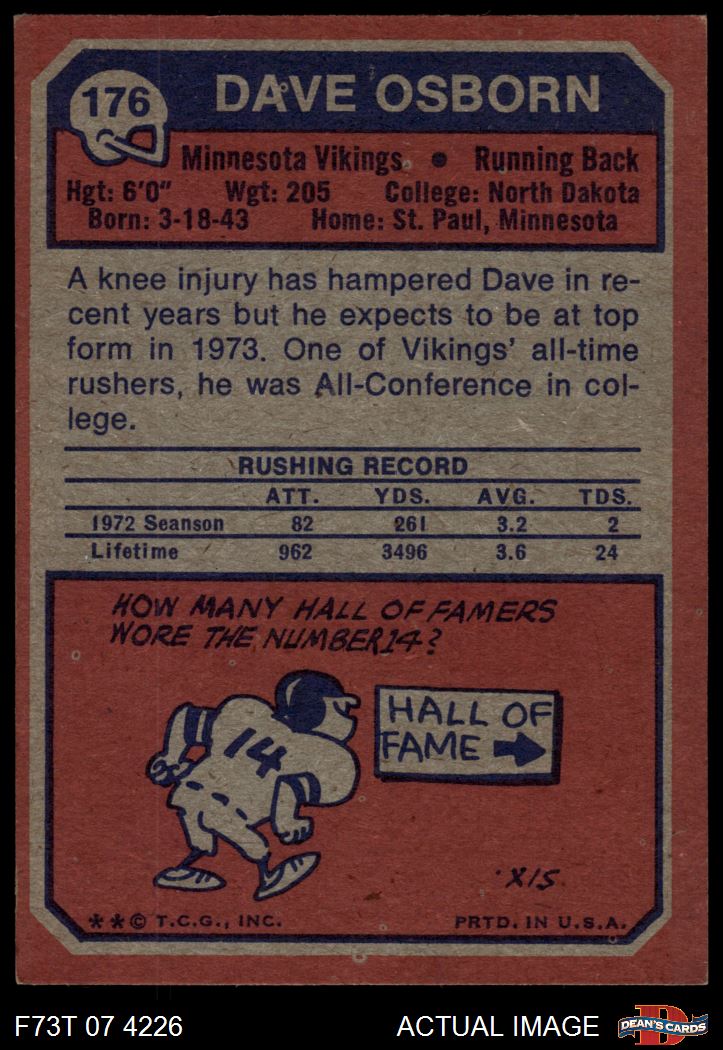 176
DAVE OSBORN
Minnesota Vikings • Running Back
Hgt: 6'0" Wgt: 205 College: North Dakota
Born: 3-18-43 Home: St. Paul, Minnesota
A knee injury has hampered Dave in re-
cent years but he expects to be at top
form in 1973. One of Vikings' all-time
rushers, he was All-Conference in col-
lege.
RUSHING RECORD
ATT. YDS. AVG. TDS.
1972 Seanson 82 261 3.2 2
Lifetime 962 3496 3.6 24
HOW MANY HALL OF FAMERS
WORE THE NUMBER 14?
14
HALL OF
FAME
XIS
**© T.C.G., INC. PRTD. IN U.S.A.
F73T 07 4226 ACTUAL IMAGE
D
DEAN'S CARDS